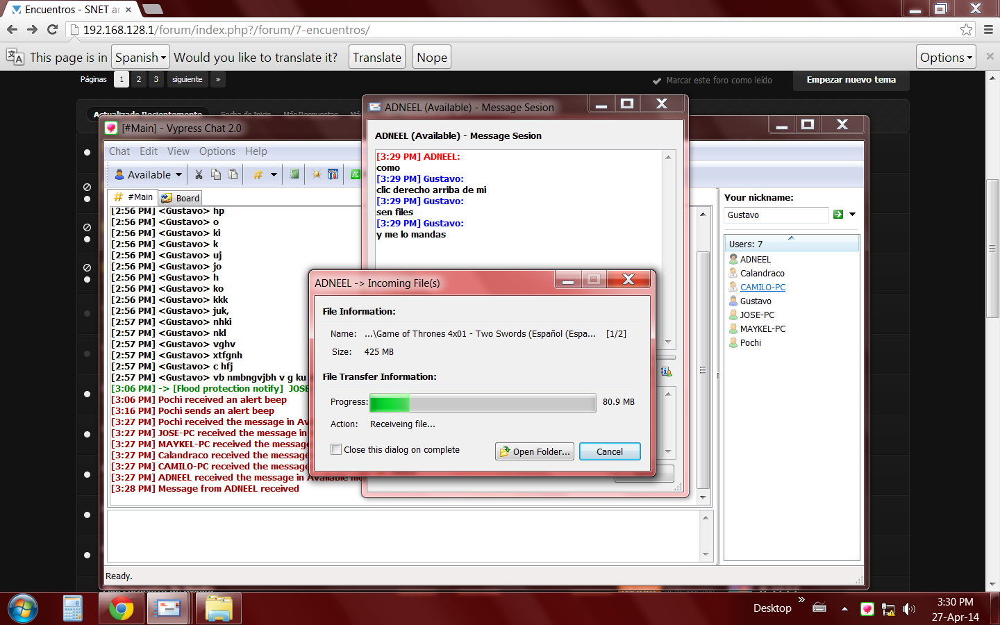 Encuentros - SNET ar
192.168.128.1/forum/index.php?/forum/7-encuentros/
This page is in Spanish Would you like to translate it? Translate Nope Options
Páginas 1 2 3 siguiente »
Marcar este foro como leído
Empezar nuevo tema
Actualizado Recientemente Fecha de Inicio Más Respuestas
[#Main] - Vypress Chat 2.0
Chat Edit View Options Help
Available
#Main Board
[2:56 PM] <Gustavo> hp
[2:56 PM] <Gustavo> o
[2:56 PM] <Gustavo> ki
[2:56 PM] <Gustavo> k
[2:56 PM] <Gustavo> uj
[2:56 PM] <Gustavo> jo
[2:56 PM] <Gustavo> h
[2:56 PM] <Gustavo> ko
[2:56 PM] <Gustavo> kkk
[2:56 PM] <Gustavo> juk,
[2:57 PM] <Gustavo> nhki
[2:57 PM] <Gustavo> nkl
[2:57 PM] <Gustavo> vghv
[2:57 PM] <Gustavo> xtfgnh
[2:57 PM] <Gustavo> c hfj
[2:57 PM] <Gustavo> vb nmbngvjbh v g ku
[3:06 PM] -> [Flood protection notify] JOSE
[3:06 PM] Pochi received an alert beep
[3:16 PM] Pochi sends an alert beep
[3:27 PM] Pochi received the message in Av
[3:27 PM] JOSE-PC received the message in
[3:27 PM] MAYKEL-PC received the message
[3:27 PM] Calandraco received the message
[3:27 PM] CAMILO-PC received the message
[3:27 PM] ADNEEL received the message in Available mo
[3:28 PM] Message from ADNEEL received
Ready.
ADNEEL (Available) - Message Sesion
ADNEEL (Available) - Message Sesion
[3:29 PM] ADNEEL:
como
[3:29 PM] Gustavo:
clic derecho arriba de mi
[3:29 PM] Gustavo:
sen files
[3:29 PM] Gustavo:
y me lo mandas
ADNEEL -> Incoming File(s)
File Information:
Name: ...\Game of Thrones 4x01 - Two Swords (Español (Espa... [1/2]
Size: 425 MB
File Transfer Information:
Progress: 80.9 MB
Action: Receiveing file...
Close this dialog on complete
Open Folder... Cancel
Your nickname:
Gustavo
Users: 7
ADNEEL
Calandraco
CAMILO-PC
Gustavo
JOSE-PC
MAYKEL-PC
Pochi
Desktop »
3:30 PM
27-Apr-14